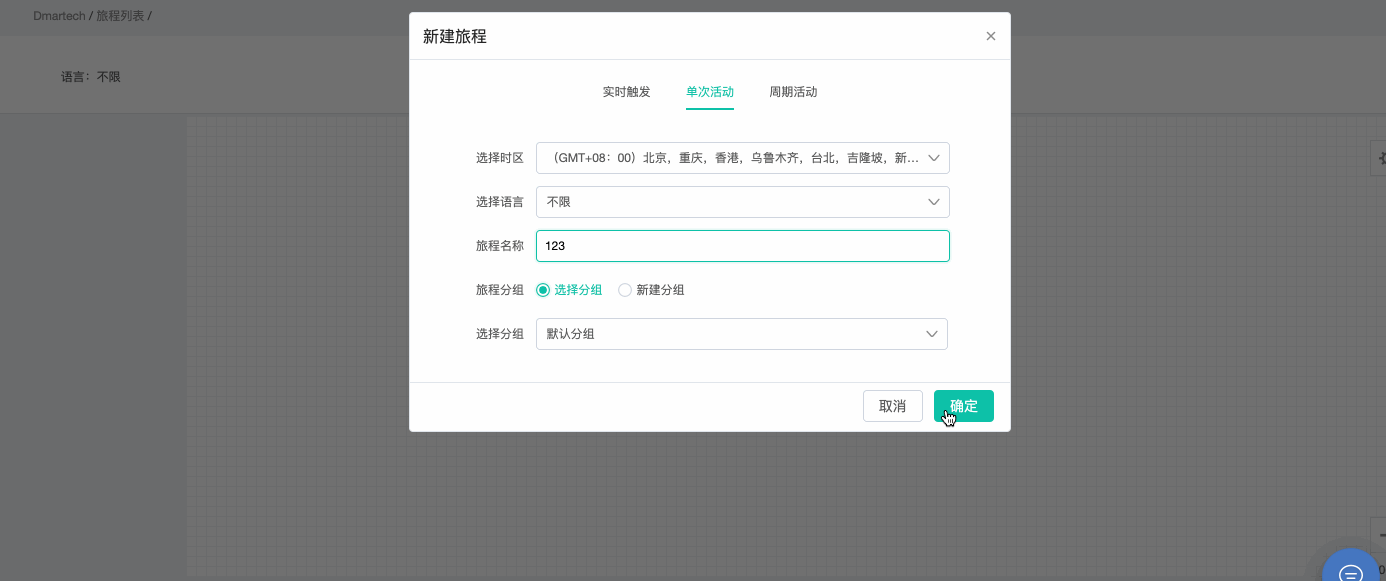 Dmartech / 旅程列表 /
新建旅程
语言：不限
实时触发 单次活动 周期活动
选择时区 （GMT+08：00）北京，重庆，香港，乌鲁木齐，台北，吉隆坡，新...
选择语言 不限
旅程名称 123
旅程分组 选择分组 新建分组
选择分组 默认分组
取消 确定